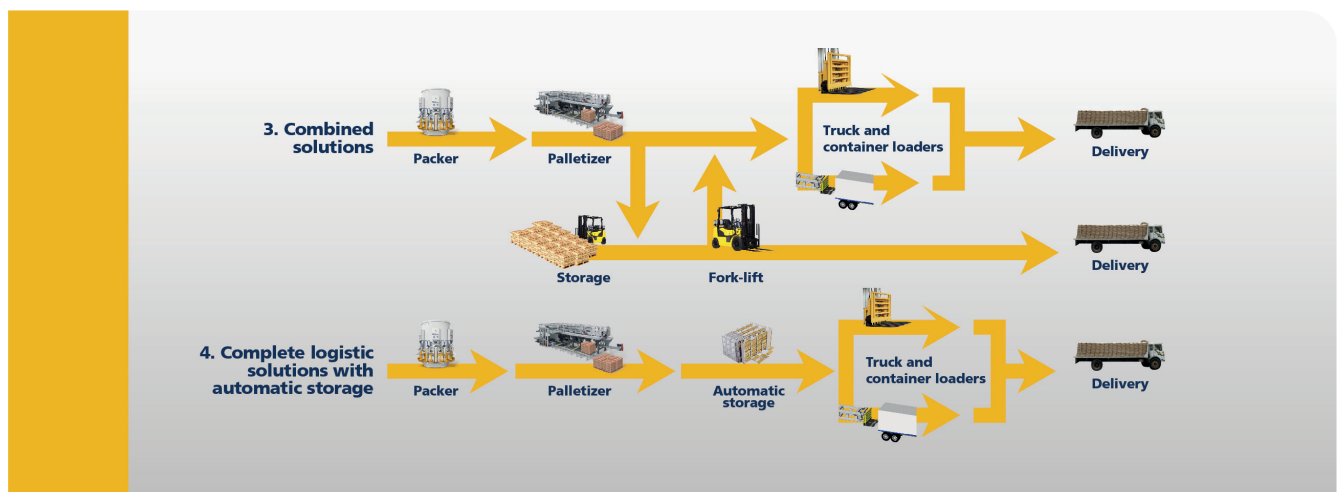 3. Combined
solutions
Packer
Palletizer
Truck and
container loaders
Delivery
Storage
Fork-lift
Delivery
4. Complete logistic
solutions with
automatic storage
Packer
Palletizer
Automatic
storage
Truck and
container loaders
Delivery